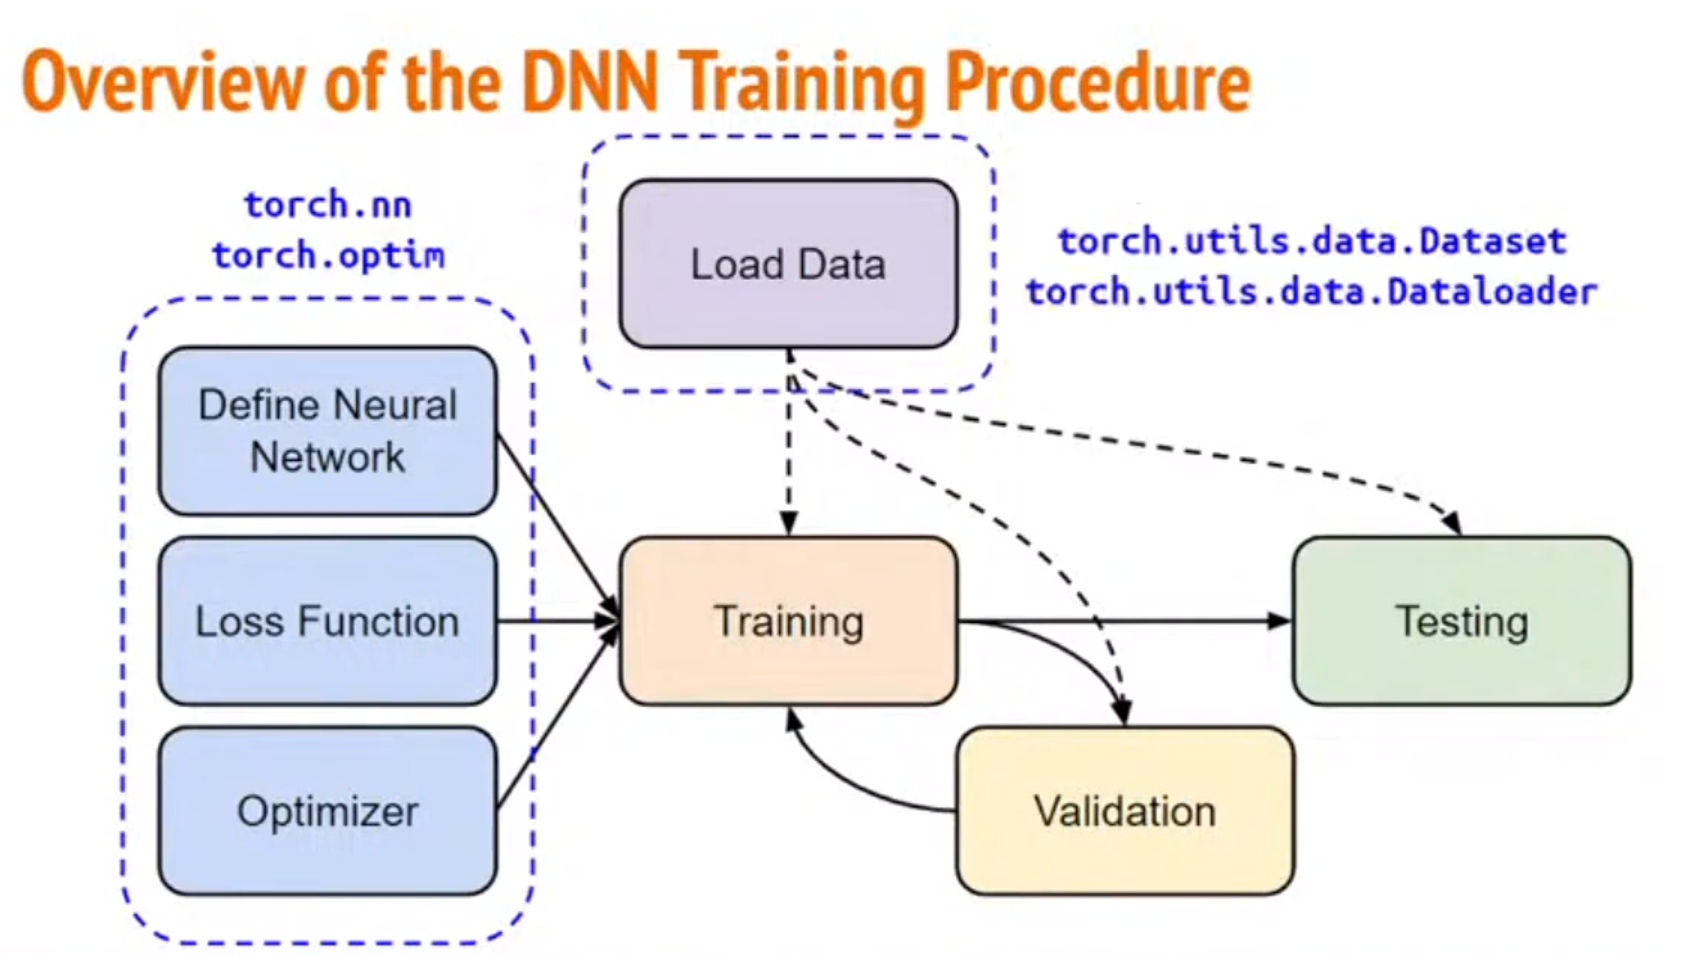 Overview of the DNN Training Procedure
torch.nn
torch.optim
Load Data
torch.utils.data.Dataset
torch.utils.data.Dataloader
Define Neural
Network
Loss Function
Training
Testing
Optimizer
Validation